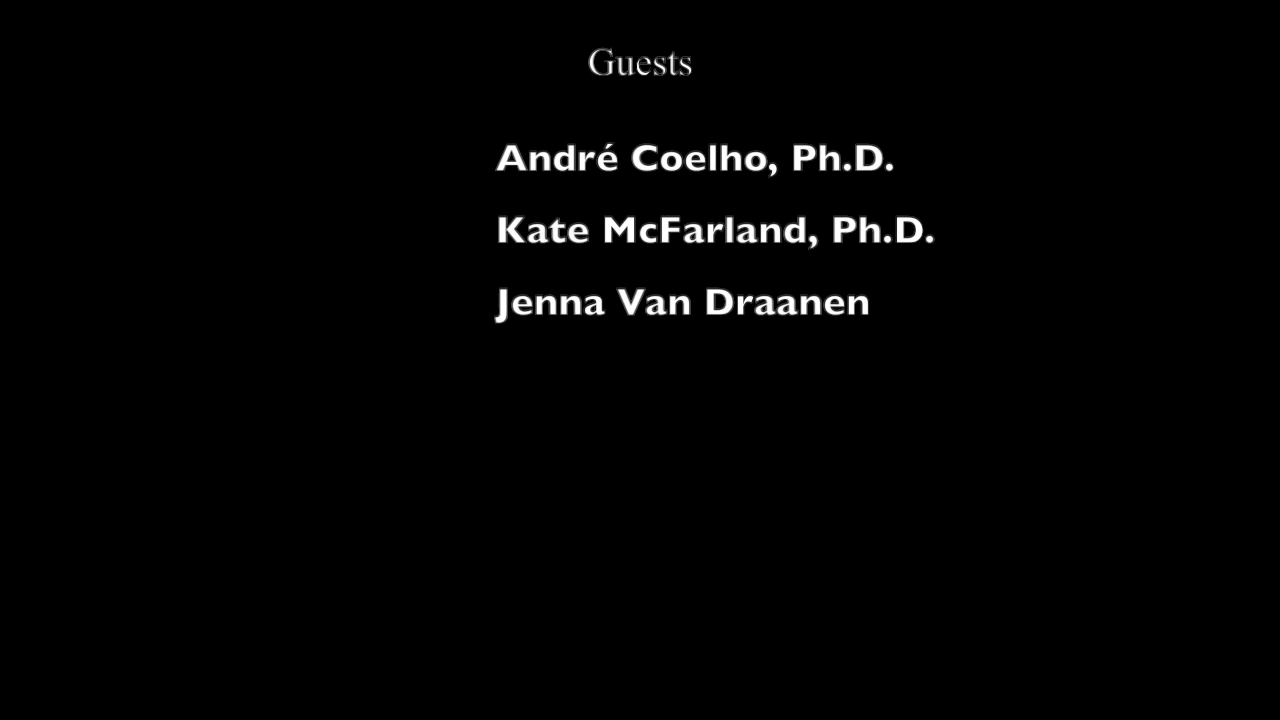 Guests
André Coelho, Ph.D.
Kate McFarland, Ph.D.
Jenna Van Draanen